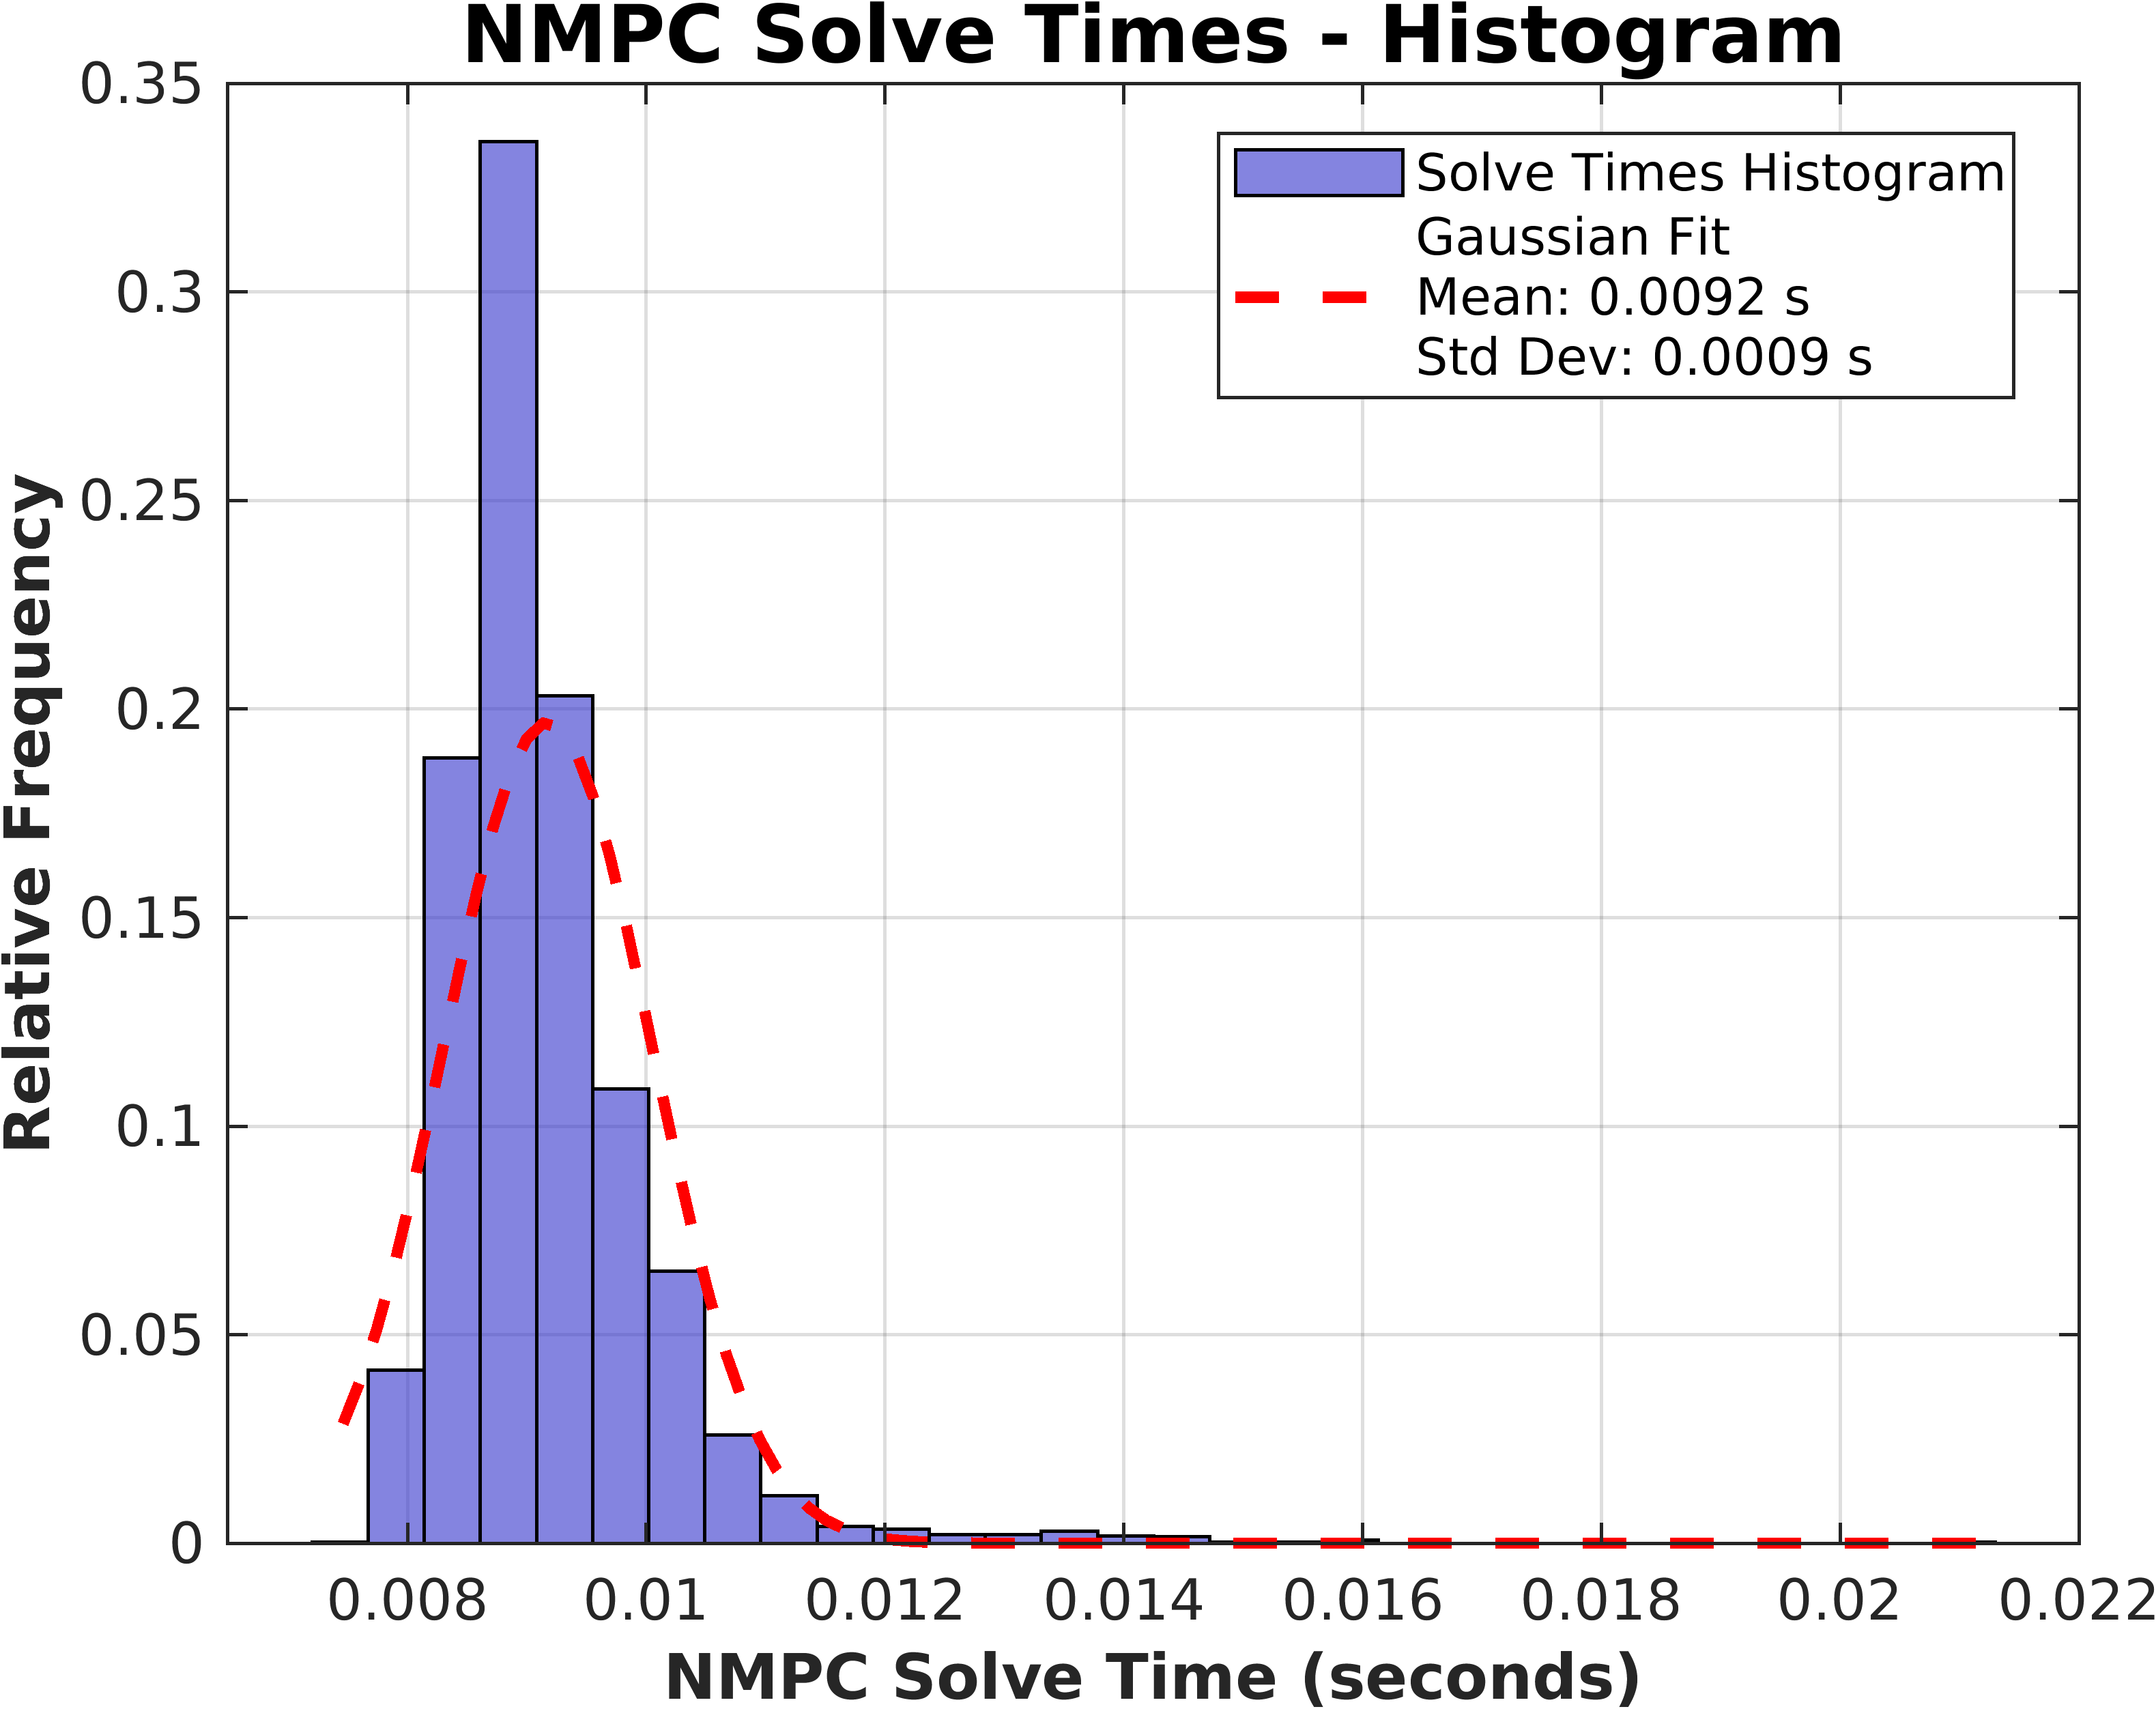 NMPC Solve Times - Histogram
0.35
0.3
0.25
0.2
0.15
0.1
0.05
0
Relative Frequency
Solve Times Histogram
Gaussian Fit
Mean: 0.0092 s
Std Dev: 0.0009 s
0.008 0.01 0.012 0.014 0.016 0.018 0.02 0.022
NMPC Solve Time (seconds)